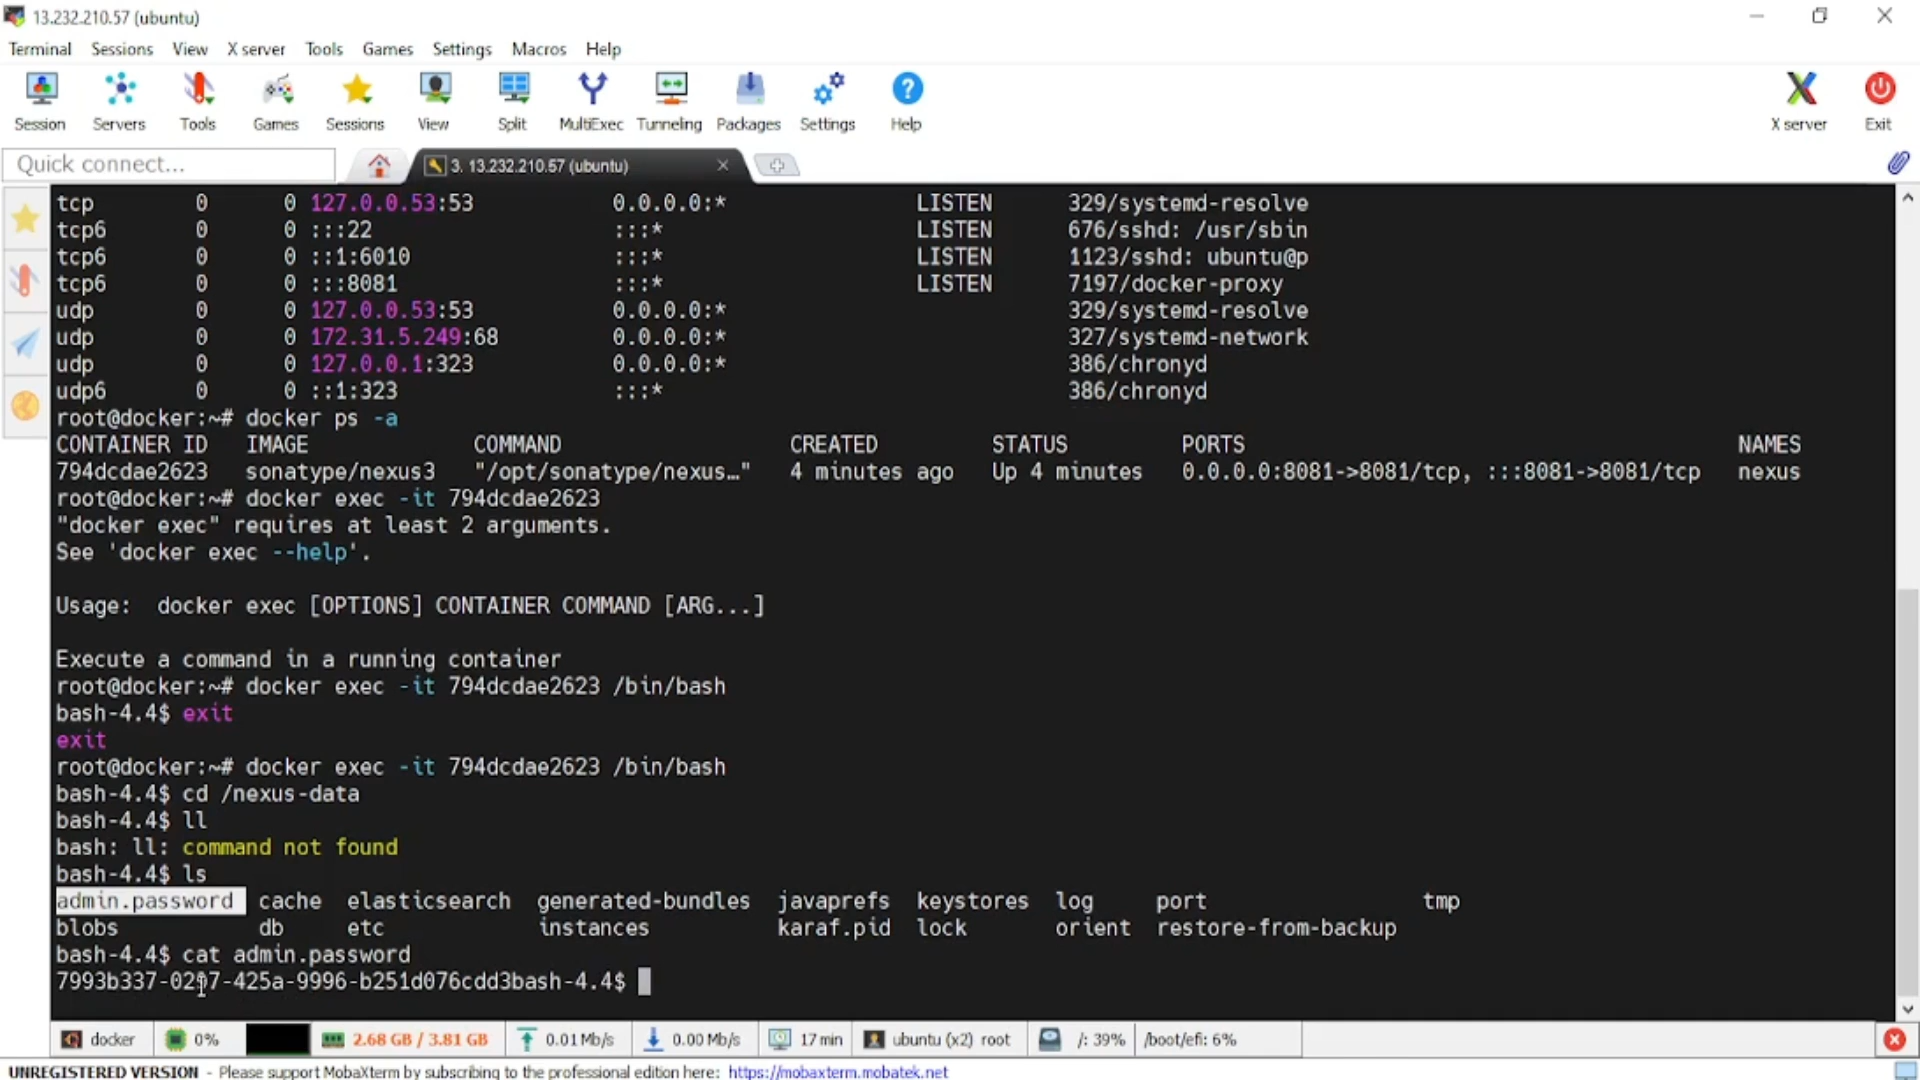 13.232.210.57 (ubuntu)
Terminal Sessions View X server Tools Games Settings Macros Help
Session Servers Tools Games Sessions View Split MultiExec Tunneling Packages Settings Help X server Exit
Quick connect... 3. 13.232.210.57 (ubuntu)
tcp 0 0 127.0.0.53:53 0.0.0.0:* LISTEN 329/systemd-resolve
tcp6 0 0 :::22 :::* LISTEN 676/sshd: /usr/sbin
tcp6 0 0 ::1:6010 :::* LISTEN 1123/sshd: ubuntu@p
tcp6 0 0 :::8081 :::* LISTEN 7197/docker-proxy
udp 0 0 127.0.0.53:53 0.0.0.0:* 329/systemd-resolve
udp 0 0 172.31.5.249:68 0.0.0.0:* 327/systemd-network
udp 0 0 127.0.0.1:323 0.0.0.0:* 386/chronyd
udp6 0 0 ::1:323 :::* 386/chronyd
root@docker:~# docker ps -a
CONTAINER ID IMAGE COMMAND CREATED STATUS PORTS NAMES
794dcdae2623 sonatype/nexus3 "/opt/sonatype/nexus…" 4 minutes ago Up 4 minutes 0.0.0.0:8081->8081/tcp, :::8081->8081/tcp nexus
root@docker:~# docker exec -it 794dcdae2623
"docker exec" requires at least 2 arguments.
See 'docker exec --help'.
Usage: docker exec [OPTIONS] CONTAINER COMMAND [ARG...]
Execute a command in a running container
root@docker:~# docker exec -it 794dcdae2623 /bin/bash
bash-4.4$ exit
exit
root@docker:~# docker exec -it 794dcdae2623 /bin/bash
bash-4.4$ cd /nexus-data
bash-4.4$ ll
bash: ll: command not found
bash-4.4$ ls
admin.password cache elasticsearch generated-bundles javaprefs keystores log port tmp
blobs db etc instances karaf.pid lock orient restore-from-backup
bash-4.4$ cat admin.password
bash-4.4$
docker 0% 2.68 GB / 3.81 GB 0.01 Mb/s 0.00 Mb/s 17 min ubuntu (x2) root /: 39% /boot/efi: 6%
UNREGISTERED VERSION - Please support MobaXterm by subscribing to the professional edition here: https://mobaxterm.mobatek.net